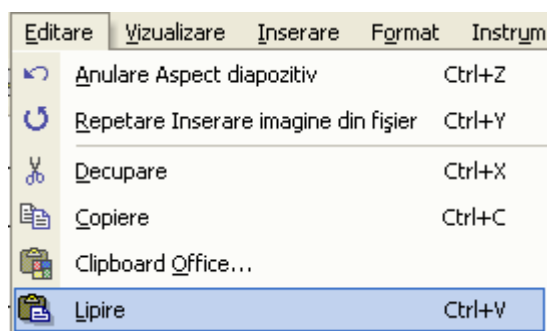 Editare Vizualizare Inserare Format Instrum
Anulare Aspect diapozitiv Ctrl+Z
Repetare Inserare imagine din fişier Ctrl+Y
Decupare Ctrl+X
Copiere Ctrl+C
Clipboard Office...
Lipire Ctrl+V